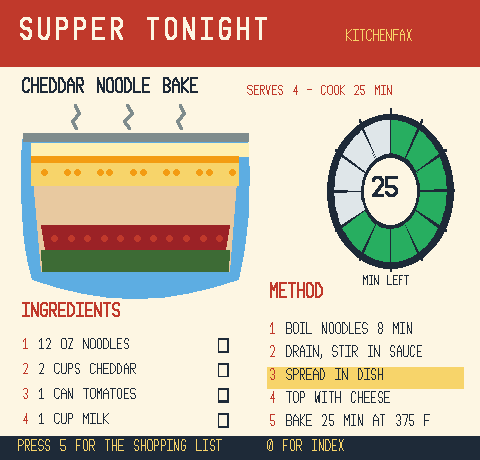 SUPPER TONIGHT
KITCHENFAX
CHEDDAR NOODLE BAKE
SERVES 4 - COOK 25 MIN
25
MIN LEFT
INGREDIENTS
1 12 OZ NOODLES
2 2 CUPS CHEDDAR
3 1 CAN TOMATOES
4 1 CUP MILK
METHOD
1 BOIL NOODLES 8 MIN
2 DRAIN, STIR IN SAUCE
3 SPREAD IN DISH
4 TOP WITH CHEESE
5 BAKE 25 MIN AT 375 F
PRESS 5 FOR THE SHOPPING LIST
0 FOR INDEX